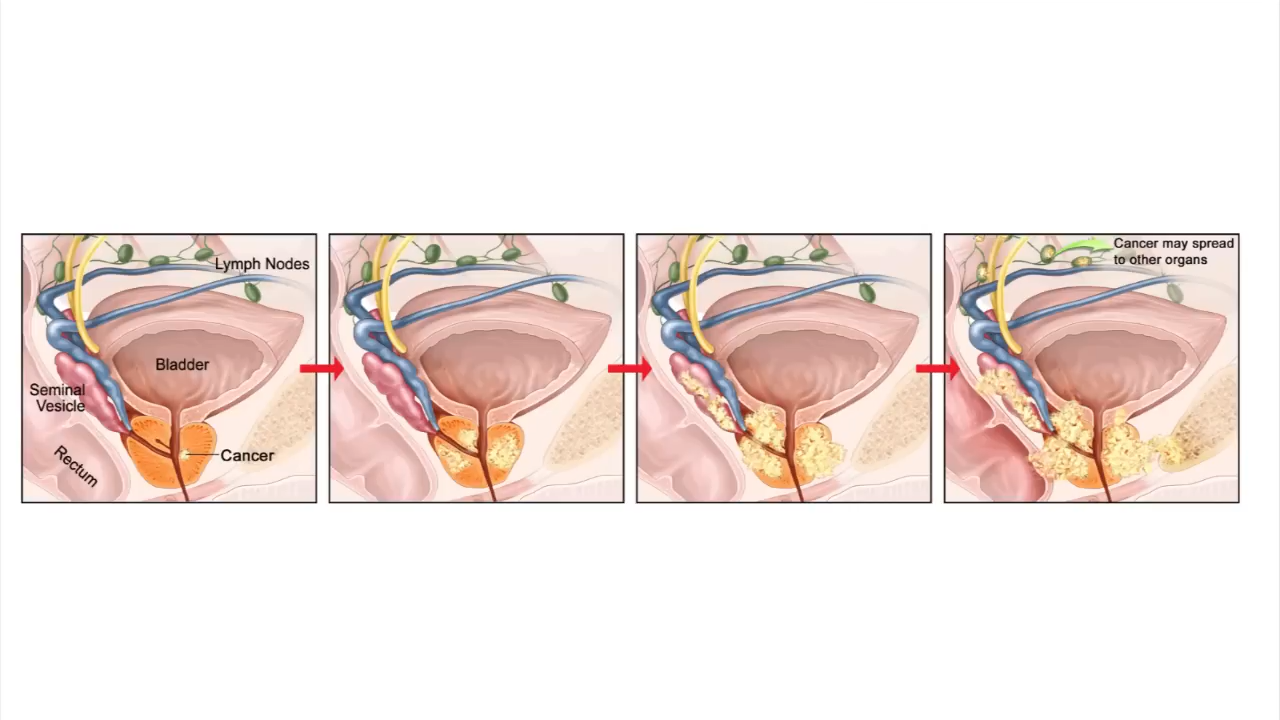 Lymph Nodes
Bladder
Seminal
Vesicle
Rectum
Cancer
Cancer may spread
to other organs